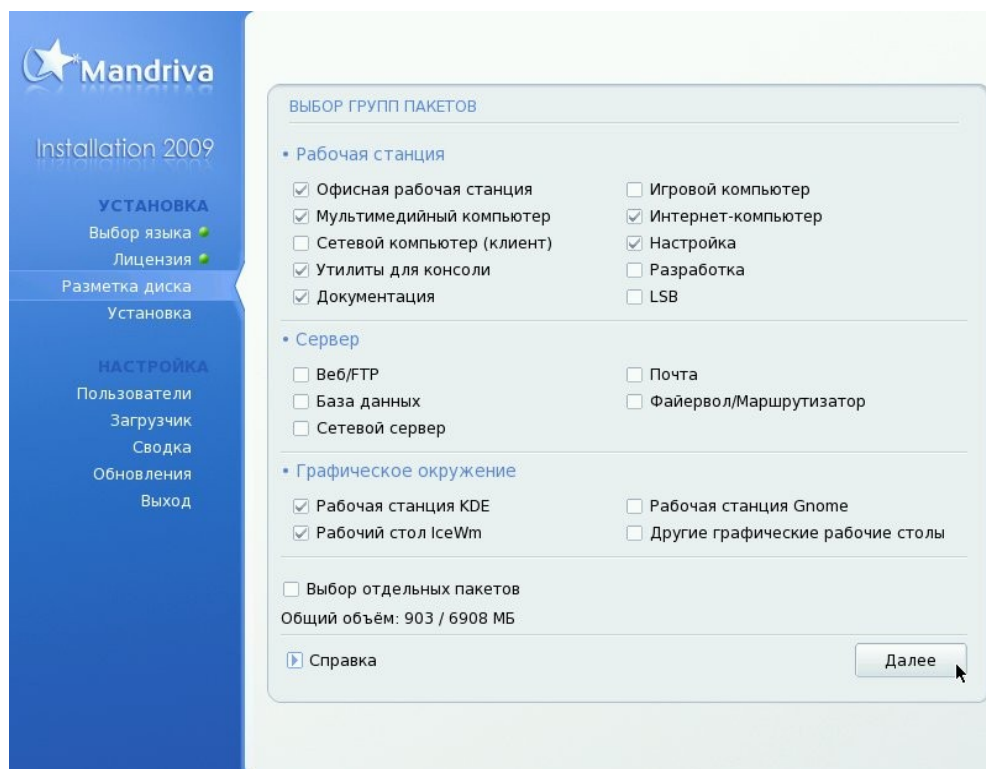 Mandriva
Installation 2009
УСТАНОВКА
Выбор языка
Лицензия
Разметка диска
Установка
НАСТРОЙКА
Пользователи
Загрузчик
Сводка
Обновления
Выход
ВЫБОР ГРУПП ПАКЕТОВ
• Рабочая станция
Офисная рабочая станция
Игровой компьютер
Мультимедийный компьютер
Интернет-компьютер
Сетевой компьютер (клиент)
Настройка
Утилиты для консоли
Разработка
Документация
LSB
• Сервер
Веб/FTP
Почта
База данных
Файервол/Маршрутизатор
Сетевой сервер
• Графическое окружение
Рабочая станция KDE
Рабочая станция Gnome
Рабочий стол IceWm
Другие графические рабочие столы
Выбор отдельных пакетов
Общий объём: 903 / 6908 МБ
Справка
Далее